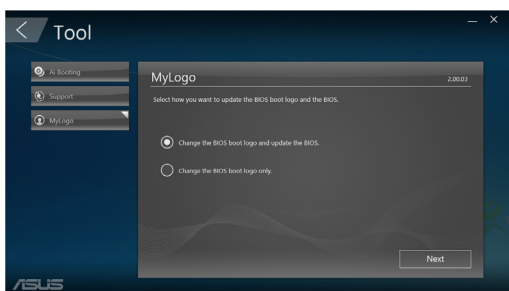 Tool
Ai Booting
Support
MyLogo
MyLogo
2.00.03
Select how you want to update the BIOS boot logo and the BIOS.
Change the BIOS boot logo and update the BIOS.
Change the BIOS boot logo only.
Next
ASUS